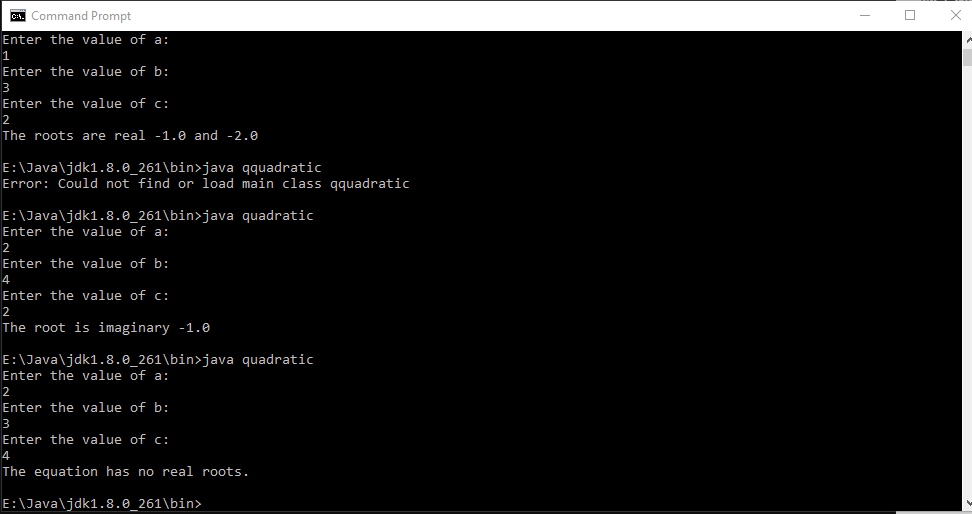 Command Prompt
Enter the value of a:
1
Enter the value of b:
3
Enter the value of c:
2
The roots are real -1.0 and -2.0
E:\Java\jdk1.8.0_261\bin>java qquadratic
Error: Could not find or load main class qquadratic
E:\Java\jdk1.8.0_261\bin>java quadratic
Enter the value of a:
2
Enter the value of b:
4
Enter the value of c:
2
The root is imaginary -1.0
E:\Java\jdk1.8.0_261\bin>java quadratic
Enter the value of a:
2
Enter the value of b:
3
Enter the value of c:
4
The equation has no real roots.
E:\Java\jdk1.8.0_261\bin>